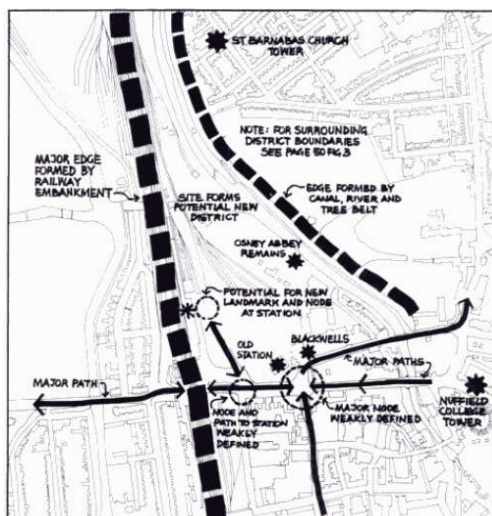 ST BARNABAS CHURCH
TOWER
NOTE: FOR SURROUNDING
DISTRICT BOUNDARIES
SEE PAGE 50 FIG 3
MAJOR EDGE
FORMED BY
RAILWAY
EMBANKMENT
SITE FORMS
POTENTIAL NEW
DISTRICT
EDGE FORMED BY
CANAL, RIVER AND
TREE BELT
OSNEY ABBEY
REMAINS
POTENTIAL FOR NEW
LANDMARK AND NODE
AT STATION
OLD
STATION
BLACKWELLS
MAJOR PATHS
MAJOR PATH
NODE AND
PATH TO STATION
WEAKLY
DEFINED
MAJOR NODE
WEAKLY DEFINED
NUFFIELD
COLLEGE
TOWER